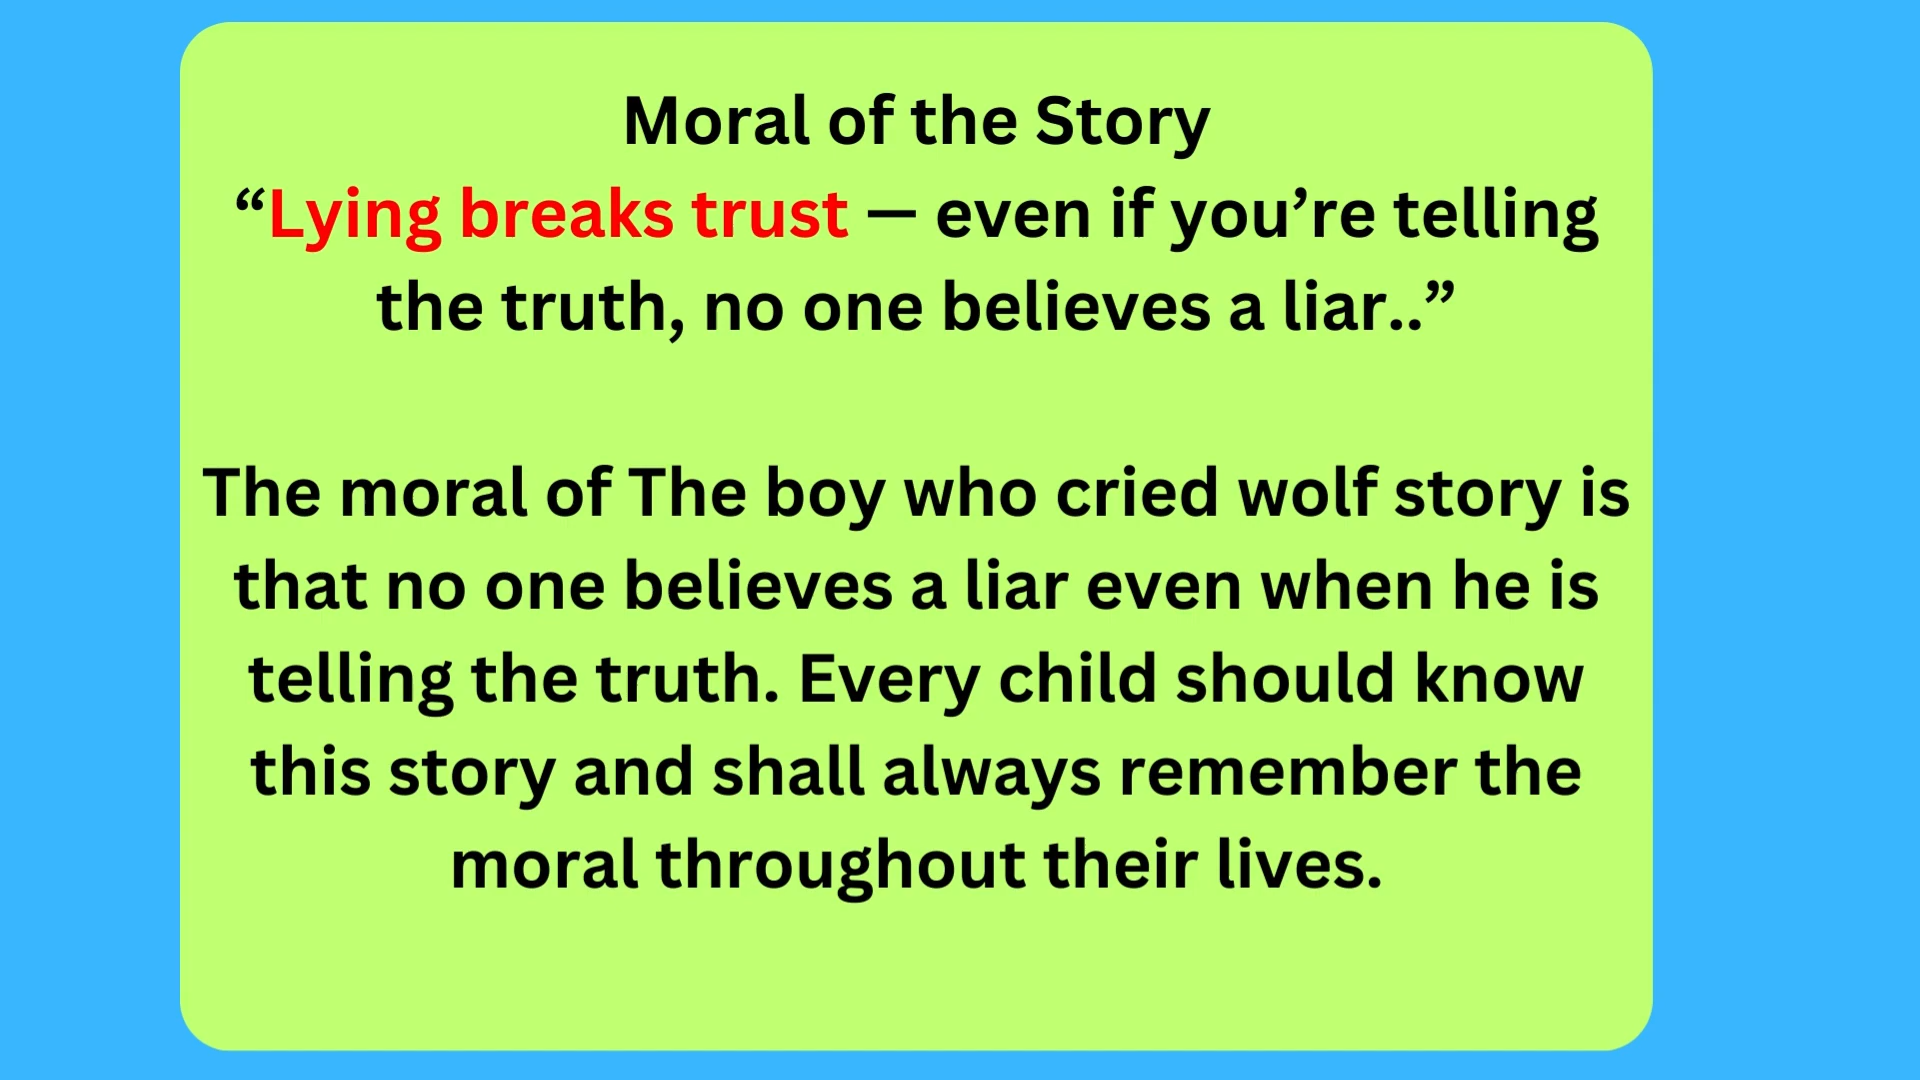 Moral of the Story
“Lying breaks trust — even if you’re telling
the truth, no one believes a liar..”
The moral of The boy who cried wolf story is
that no one believes a liar even when he is
telling the truth. Every child should know
this story and shall always remember the
moral throughout their lives.